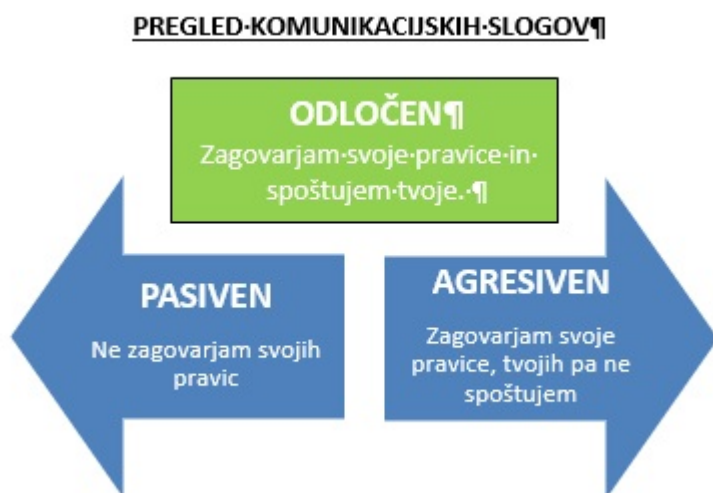 PREGLED·KOMUNIKACIJSKIH·SLOGOV¶
ODLOČEN¶
Zagovarjam·svoje·pravice·in·
spoštujem·tvoje.·¶
PASIVEN
Ne zagovarjam svojih
pravic
AGRESIVEN
Zagovarjam svoje
pravice, tvojih pa ne
spoštujem